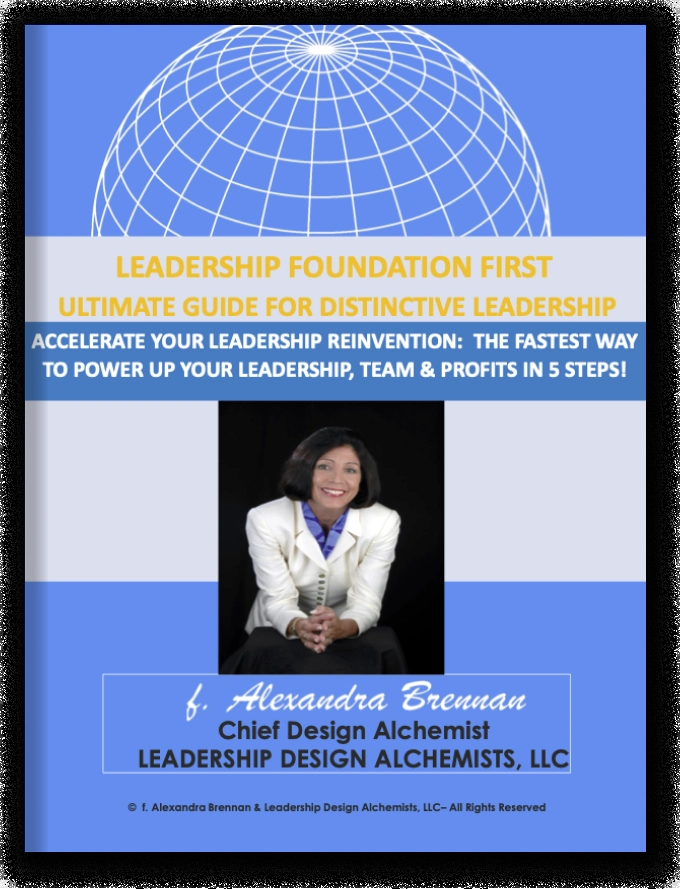 LEADERSHIP FOUNDATION FIRST
ULTIMATE GUIDE FOR DISTINCTIVE LEADERSHIP
ACCELERATE YOUR LEADERSHIP REINVENTION: THE FASTEST WAY
TO POWER UP YOUR LEADERSHIP, TEAM & PROFITS IN 5 STEPS!
f. Alexandra Brennan
Chief Design Alchemist
LEADERSHIP DESIGN ALCHEMISTS, LLC
© f. Alexandra Brennan & Leadership Design Alchemists, LLC– All Rights Reserved